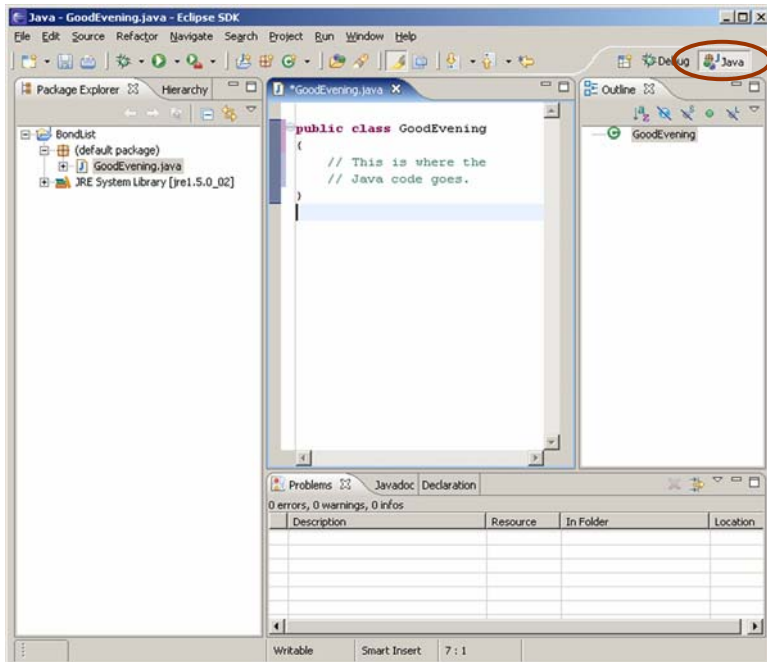 Java - GoodEvening.java - Eclipse SDK
File Edit Source Refactor Navigate Search Project Run Window Help
Debug Java
Package Explorer Hierarchy
BondList
(default package)
GoodEvening.java
JRE System Library [jre1.5.0_02]
*GoodEvening.java
public class GoodEvening
{
// This is where the
// Java code goes.
}
Outline
GoodEvening
Problems Javadoc Declaration
0 errors, 0 warnings, 0 infos
Description Resource In Folder Location
Writable Smart Insert 7 : 1